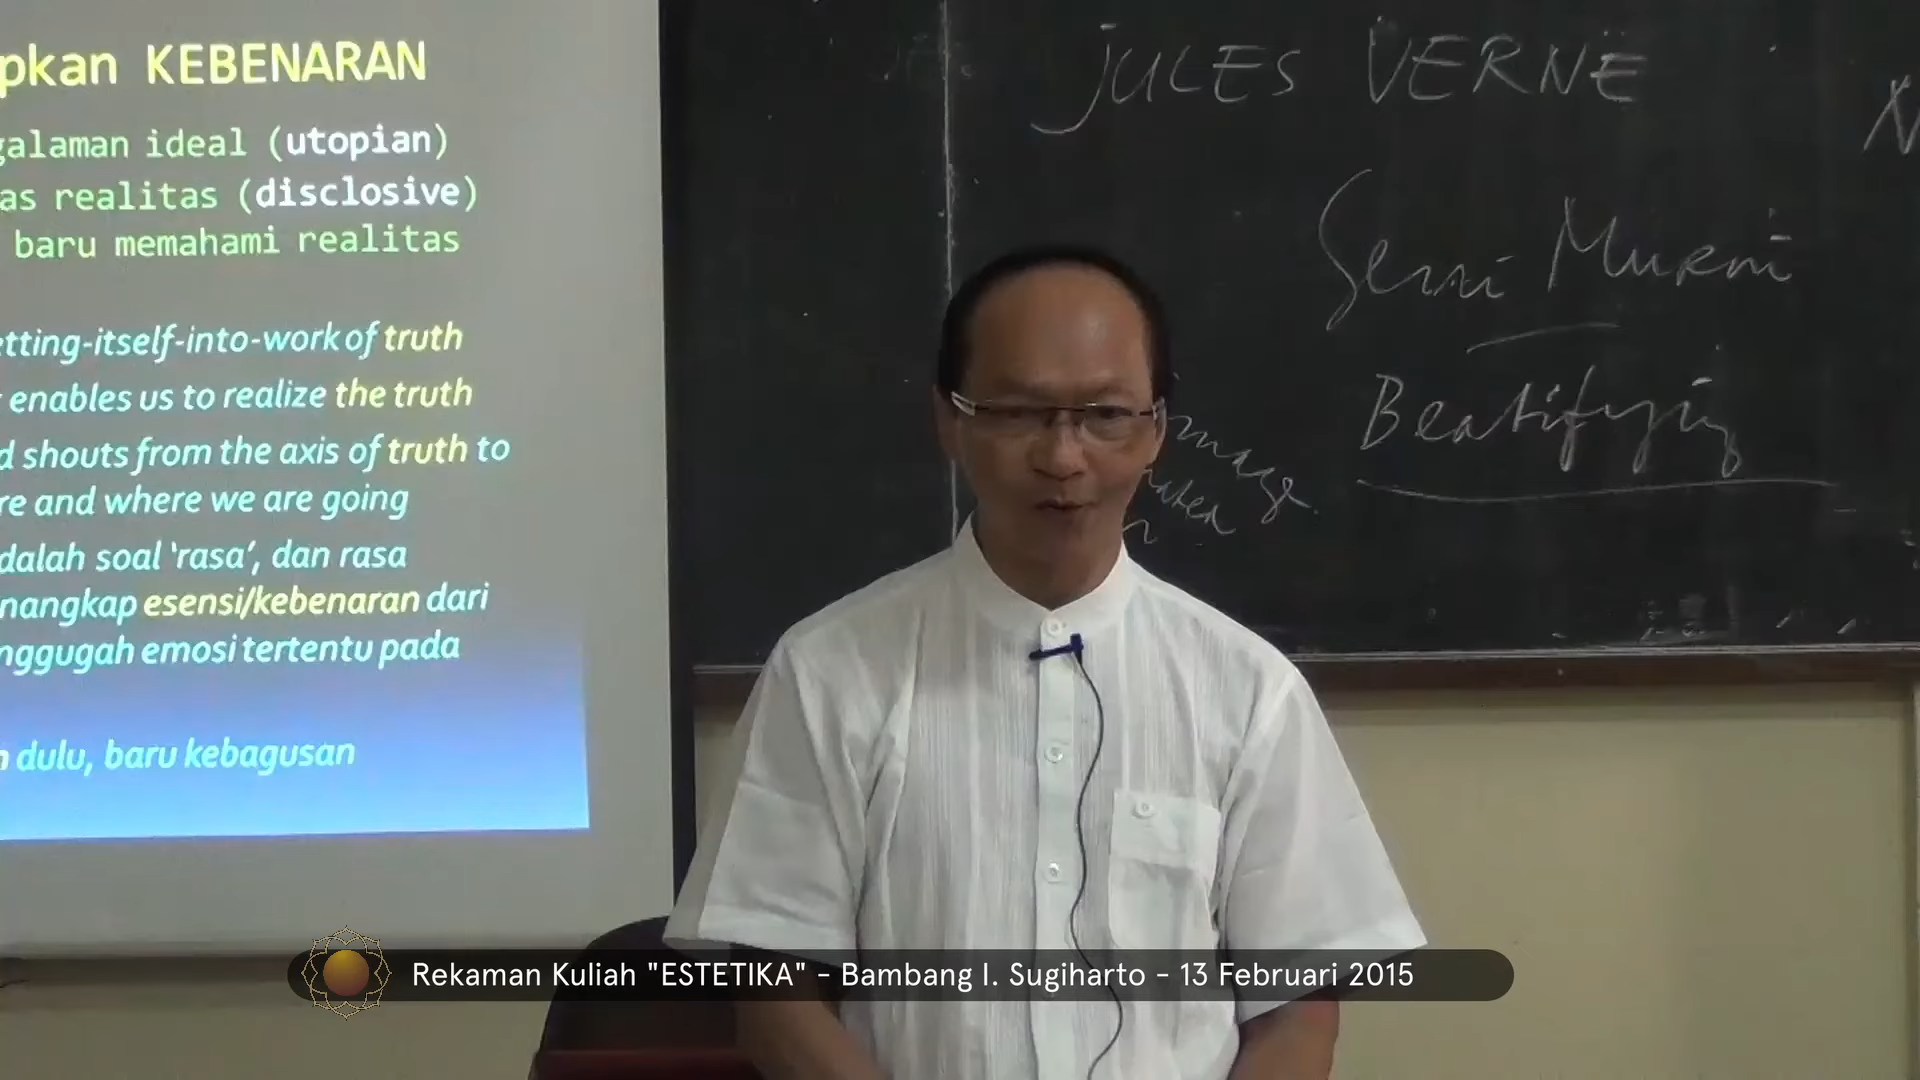 pkan KEBENARAN
galaman ideal (utopian)
as realitas (disclosive)
baru memahami realitas
etting-itself-into-work of truth
enables us to realize the truth
d shouts from the axis of truth to
re and where we are going
dalah soal ‘rasa’, dan rasa
nangkap esensi/kebenaran dari
nggugah emosi tertentu pada
n dulu, baru kebagusan
JULES VERNE
Seni Murni
Beatifying
image
Rekaman Kuliah "ESTETIKA" - Bambang I. Sugiharto - 13 Februari 2015